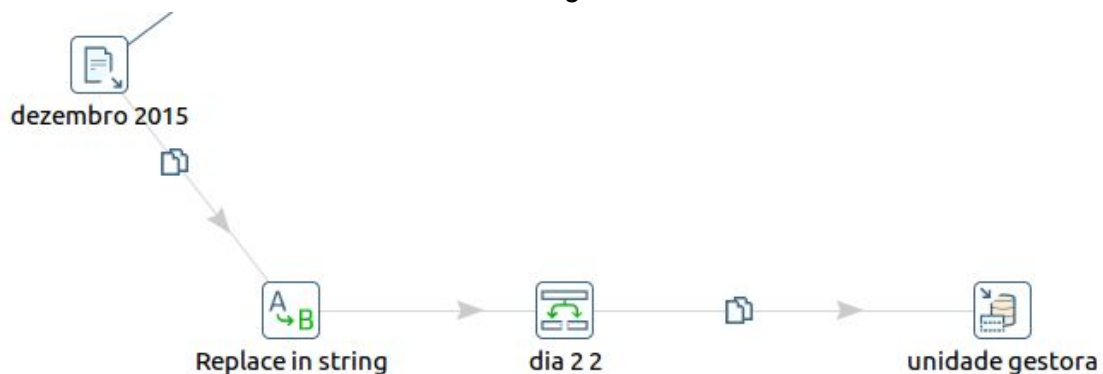 dezembro 2015
A
B
Replace in string
dia 2 2
unidade gestora